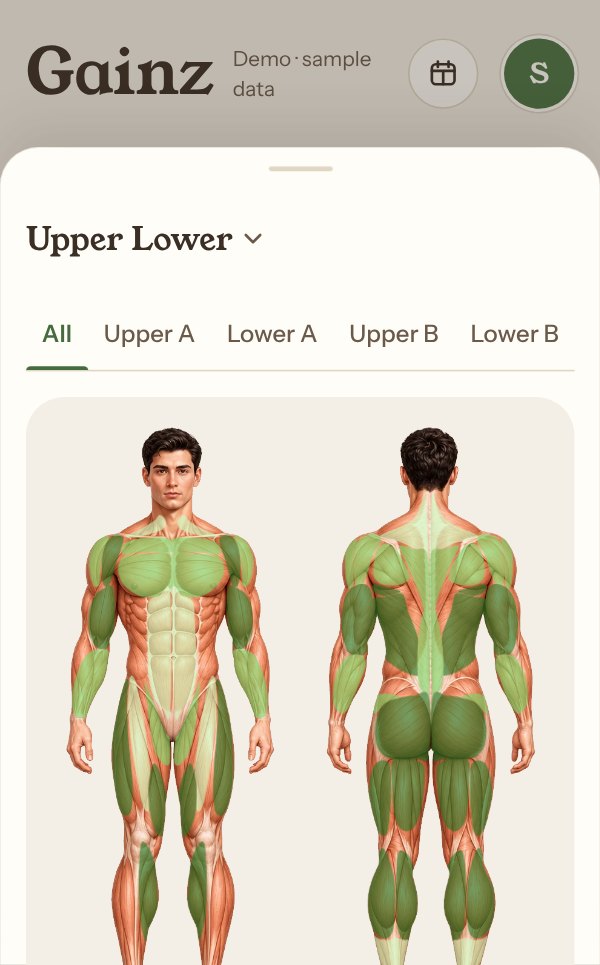 Gainz
Demo · sample
data
S
Upper Lower
All
Upper A
Lower A
Upper B
Lower B